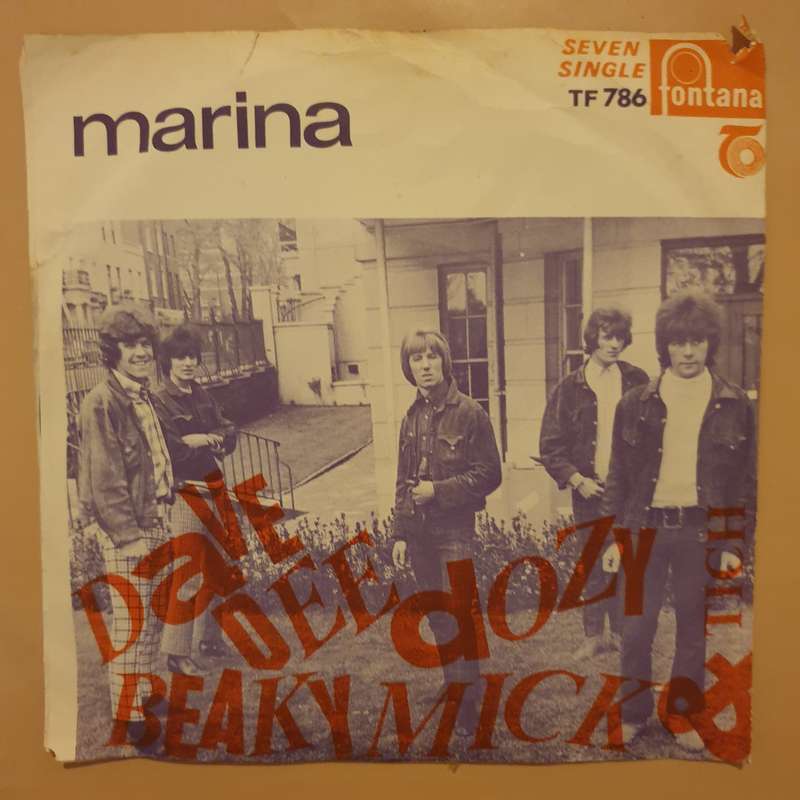 marina
SEVEN
SINGLE
TF 786
fontana
DaVE
DEE dOZY
BEAKY MICK & TICH